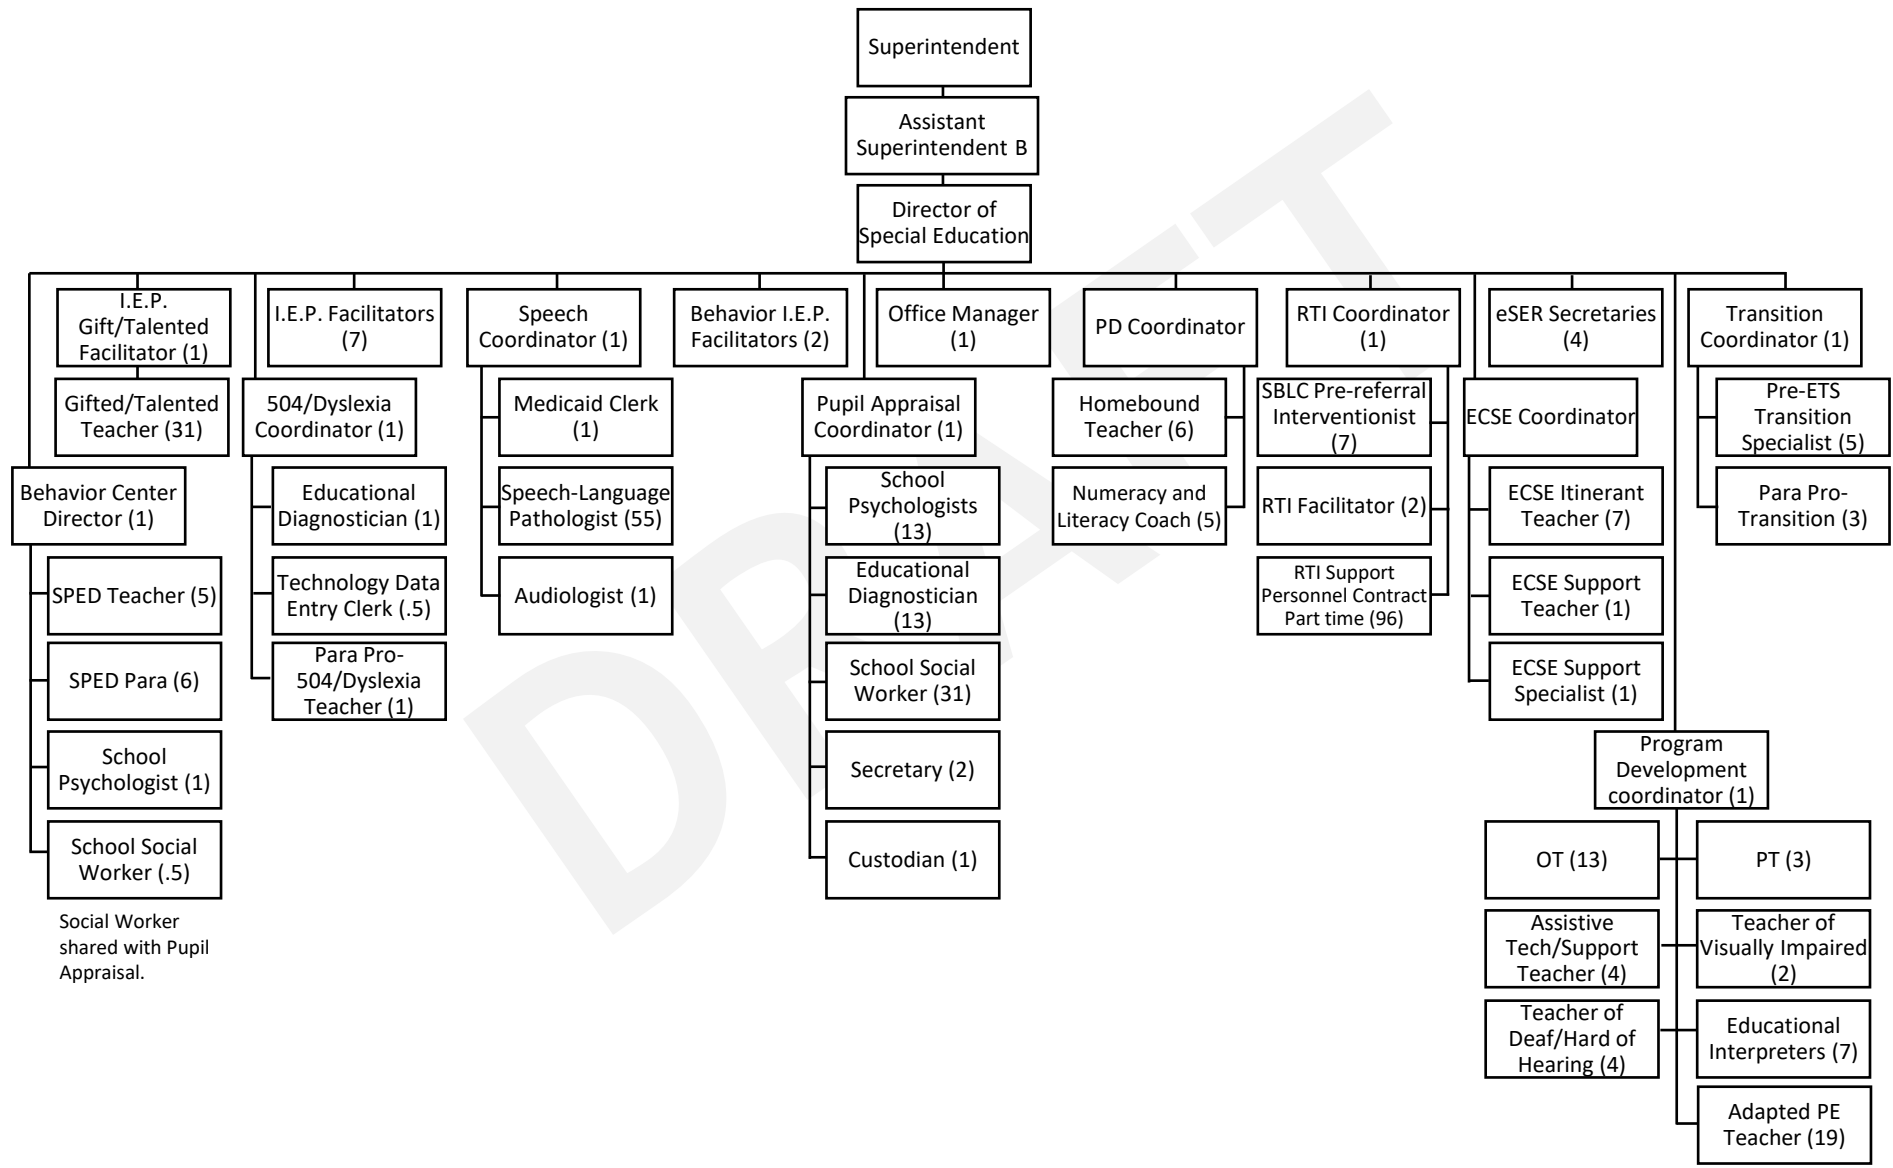 Superintendent
Assistant
Superintendent B
Director of
Special Education
I.E.P.
Gift/Talented
Facilitator (1)
I.E.P. Facilitators
(7)
Speech
Coordinator (1)
Behavior I.E.P.
Facilitators (2)
Office Manager
(1)
PD Coordinator
RTI Coordinator
(1)
eSER Secretaries
(4)
Transition
Coordinator (1)
Gifted/Talented
Teacher (31)
504/Dyslexia
Coordinator (1)
Medicaid Clerk
(1)
Pupil Appraisal
Coordinator (1)
Homebound
Teacher (6)
SBLC Pre-referral
Interventionist
(7)
ECSE Coordinator
Pre-ETS
Transition
Specialist (5)
Behavior Center
Director (1)
Educational
Diagnostician (1)
Speech-Language
Pathologist (55)
School
Psychologists
(13)
Numeracy and
Literacy Coach (5)
RTI Facilitator (2)
ECSE Itinerant
Teacher (7)
Para Pro-
Transition (3)
SPED Teacher (5)
Technology Data
Entry Clerk (.5)
Audiologist (1)
Educational
Diagnostician
(13)
RTI Support
Personnel Contract
Part time (96)
ECSE Support
Teacher (1)
SPED Para (6)
Para Pro-
504/Dyslexia
Teacher (1)
School Social
Worker (31)
ECSE Support
Specialist (1)
School
Psychologist (1)
Secretary (2)
Program
Development
coordinator (1)
School Social
Worker (.5)
Custodian (1)
OT (13)
PT (3)
Social Worker
shared with Pupil
Appraisal.
Assistive
Tech/Support
Teacher (4)
Teacher of
Visually Impaired
(2)
Teacher of
Deaf/Hard of
Hearing (4)
Educational
Interpreters (7)
Adapted PE
Teacher (19)
DRAFT